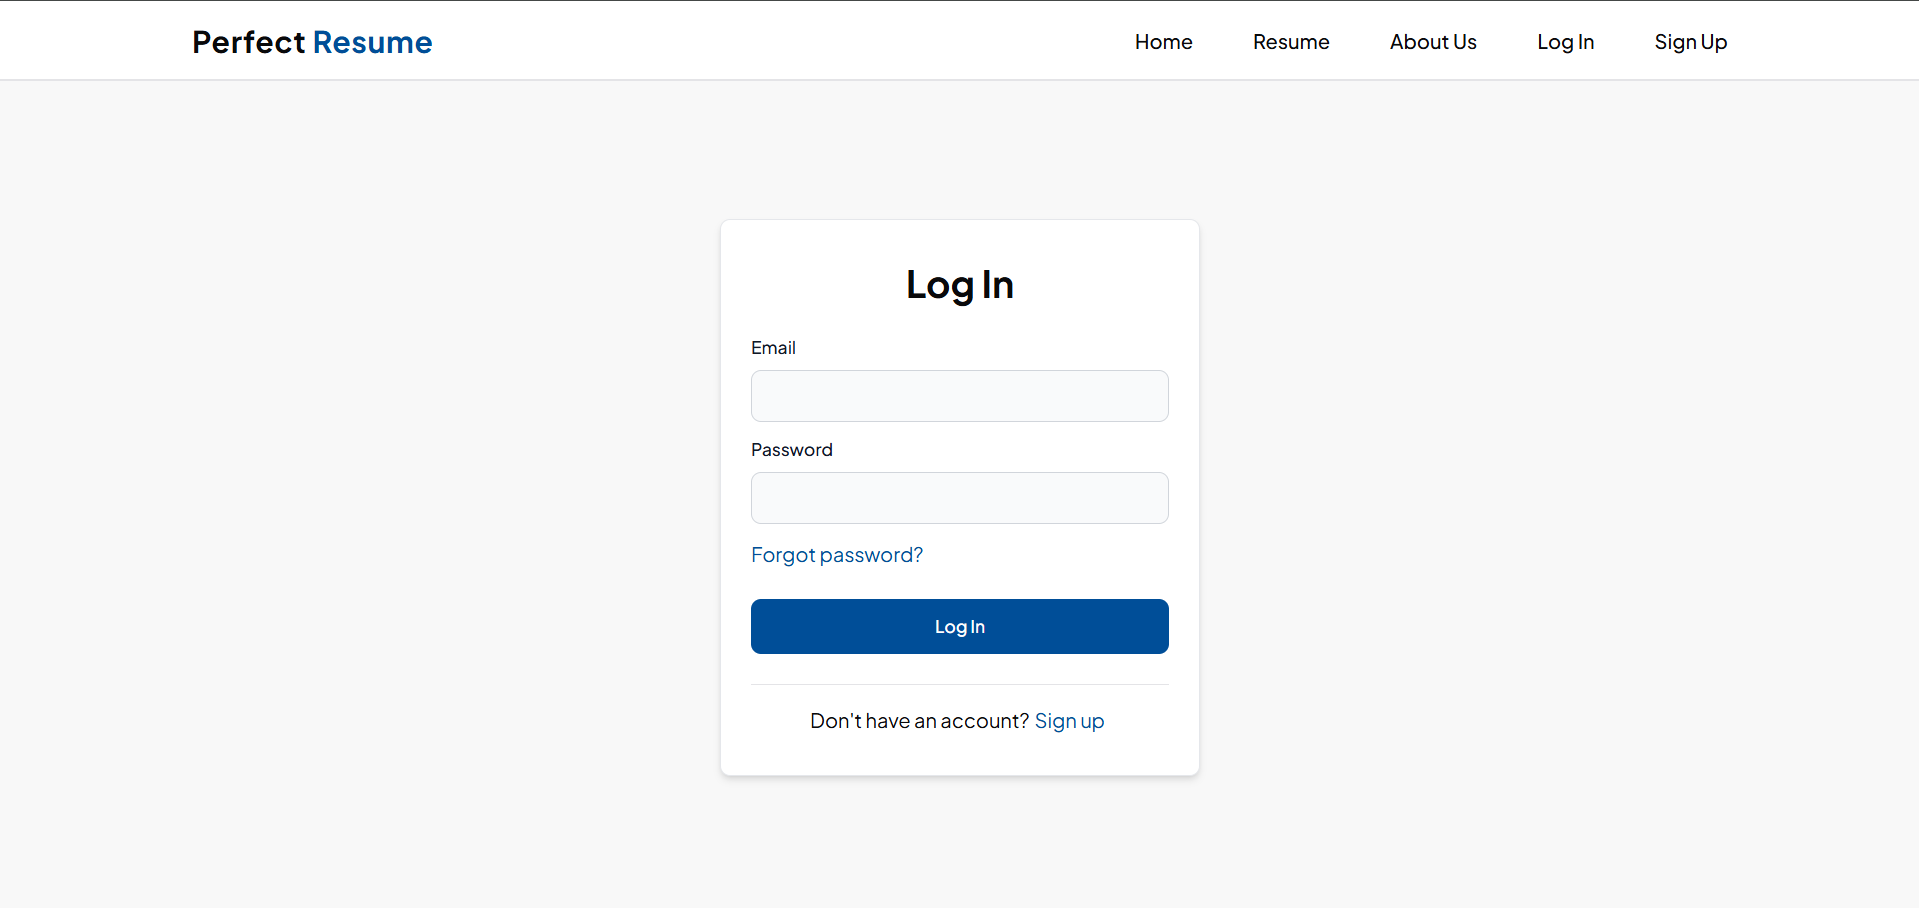 Perfect Resume
Home Resume About Us Log In Sign Up
Log In
Email
Password
Forgot password?
Log In
Don't have an account? Sign up